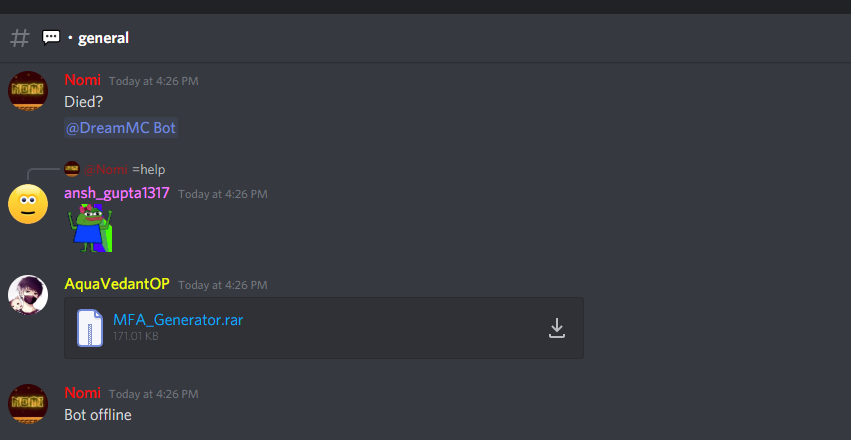 # 💬 • general
Nomi Today at 4:26 PM
Died?
@DreamMC Bot
@Nomi =help
ansh_gupta1317 Today at 4:26 PM
AquaVedantOP Today at 4:26 PM
MFA_Generator.rar
171.01 KB
Nomi Today at 4:26 PM
Bot offline